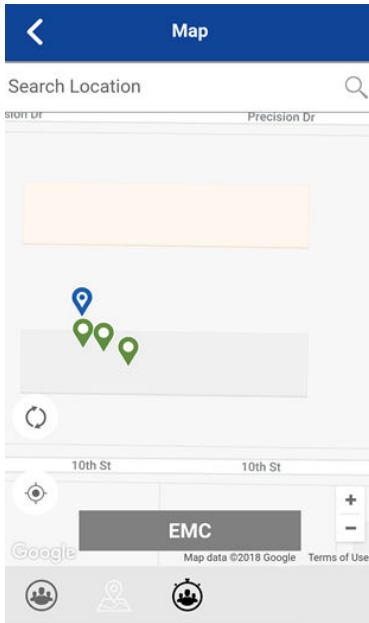 Map
Search Location
sion Dr
Precision Dr
10th St
10th St
+
EMC
−
Google
Map data ©2018 Google
Terms of Use